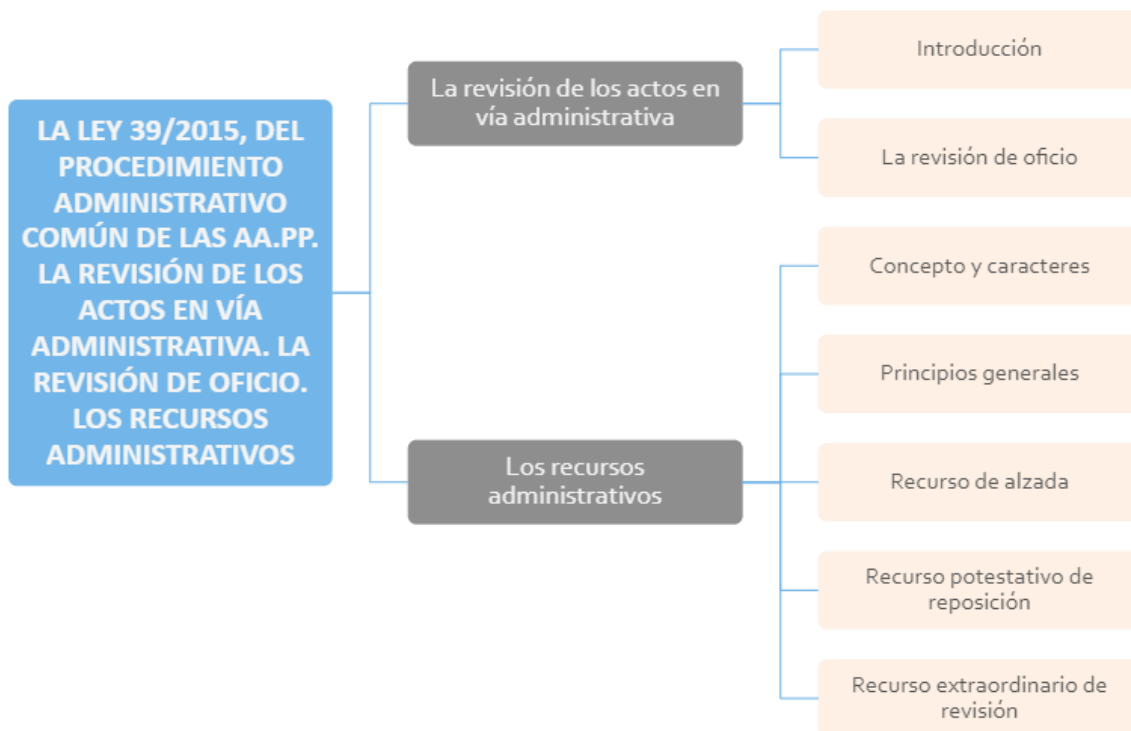 LA LEY 39/2015, DEL
PROCEDIMIENTO
ADMINISTRATIVO
COMÚN DE LAS AA.PP.
LA REVISIÓN DE LOS
ACTOS EN VÍA
ADMINISTRATIVA. LA
REVISIÓN DE OFICIO.
LOS RECURSOS
ADMINISTRATIVOS
La revisión de los actos en
vía administrativa
Introducción
La revisión de oficio
Los recursos
administrativos
Concepto y caracteres
Principios generales
Recurso de alzada
Recurso potestativo de
reposición
Recurso extraordinario de
revisión